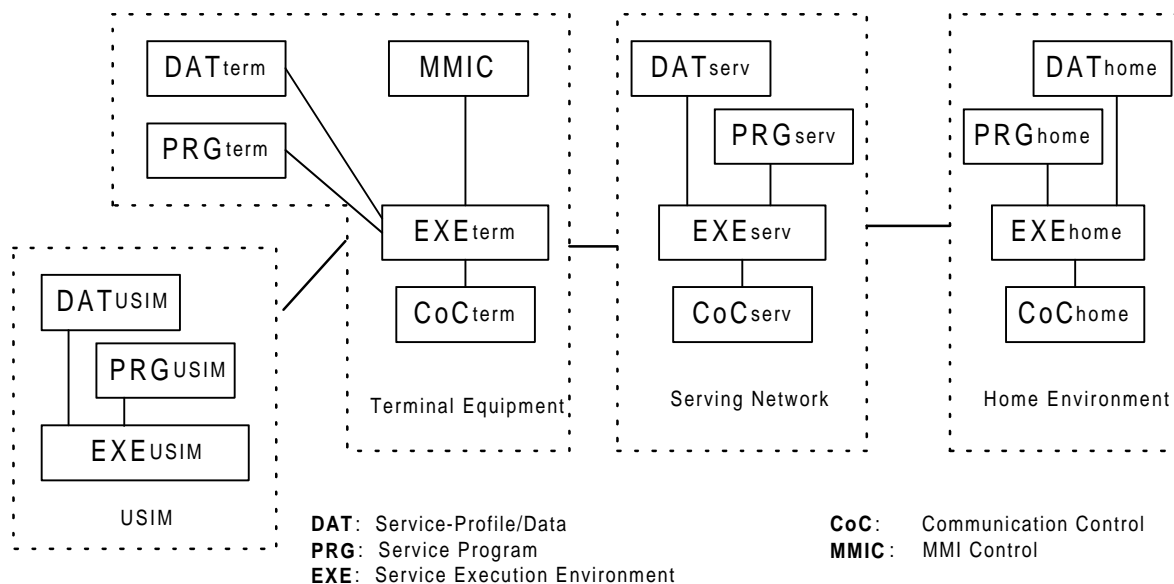 DATterm
MMIC
DATserv
DAThome
PRGterm
PRGserv
PRGhome
EXEterm
EXEserv
EXEhome
DATUSIM
CoCterm
CoCserv
CoChome
PRGUSIM
Terminal Equipment
Serving Network
Home Environment
EXEUSIM
USIM
DAT: Service-Profile/Data
CoC: Communication Control
PRG: Service Program
MMIC: MMI Control
EXE: Service Execution Environment